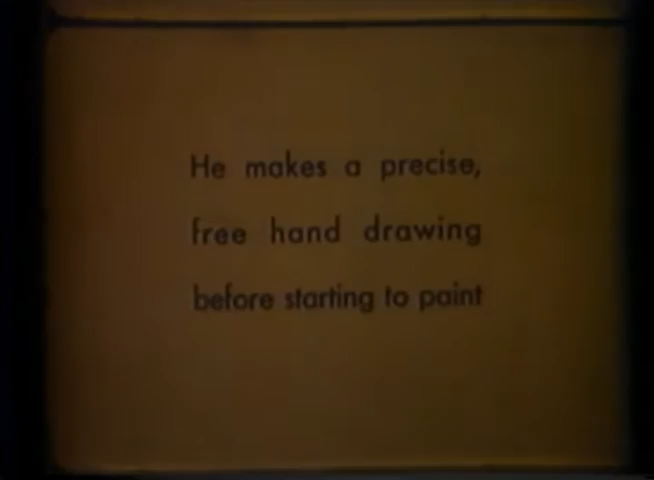 He makes a precise,
free hand drawing
before starting to paint